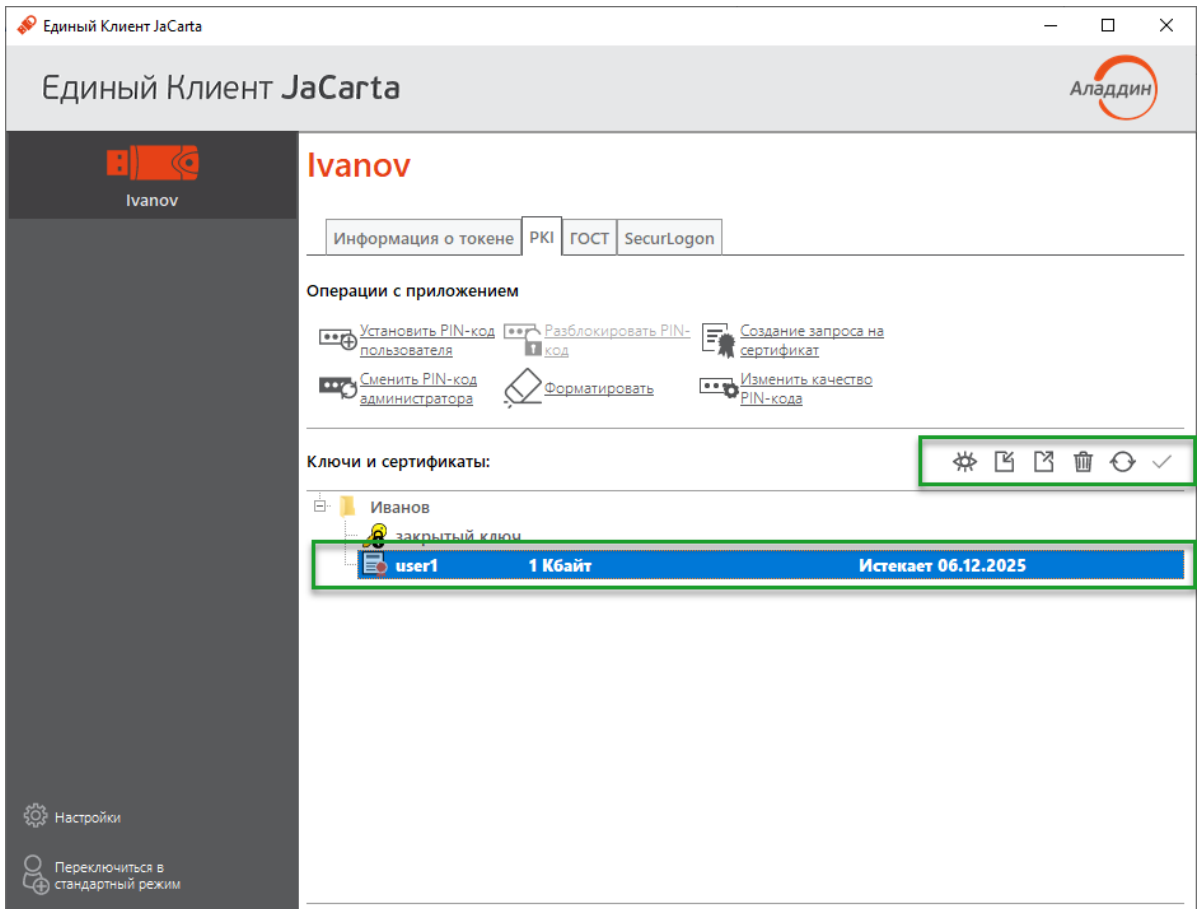 Единый Клиент JaCarta
Единый Клиент JaCarta
Аладдин
Ivanov
Ivanov
Информация о токене PKI ГОСТ SecurLogon
Операции с приложением
Установить PIN-код
пользователя
Разблокировать PIN-
код
Создание запроса на
сертификат
Сменить PIN-код
администратора
Форматировать
Изменить качество
PIN-кода
Ключи и сертификаты:
Иванов
закрытый ключ
user1 1 Кбайт Истекает 06.12.2025
Настройки
Переключиться в
стандартный режим